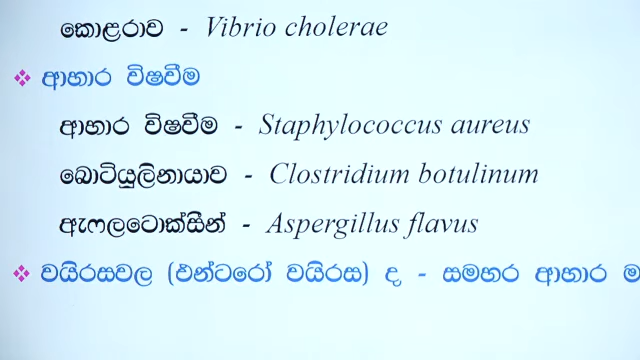 කොළරාව - Vibrio cholerae
❖ ආහාර විෂවීම
ආහාර විෂවීම - Staphylococcus aureus
බොටියුලිනායාව - Clostridium botulinum
ඇෆලටොක්සීන් - Aspergillus flavus
❖ වයිරසවල (එන්ටරෝ වයිරස) ද - සමහර ආහාර